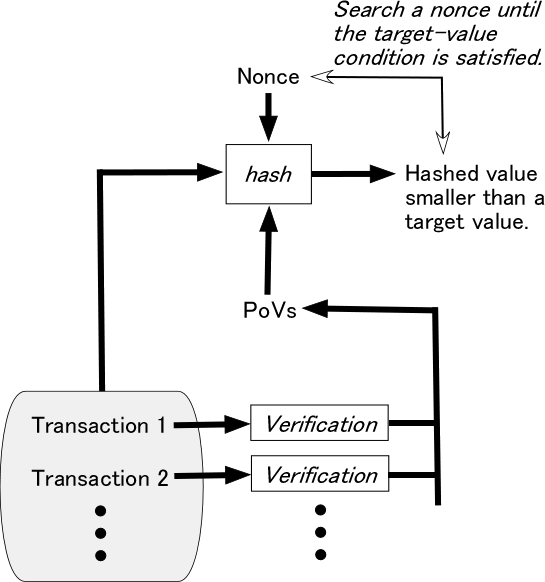 Search a nonce until
the target-value
condition is satisfied.
Nonce
hash
Hashed value
smaller than a
target value.
PoVs
Transaction 1
Verification
Transaction 2
Verification